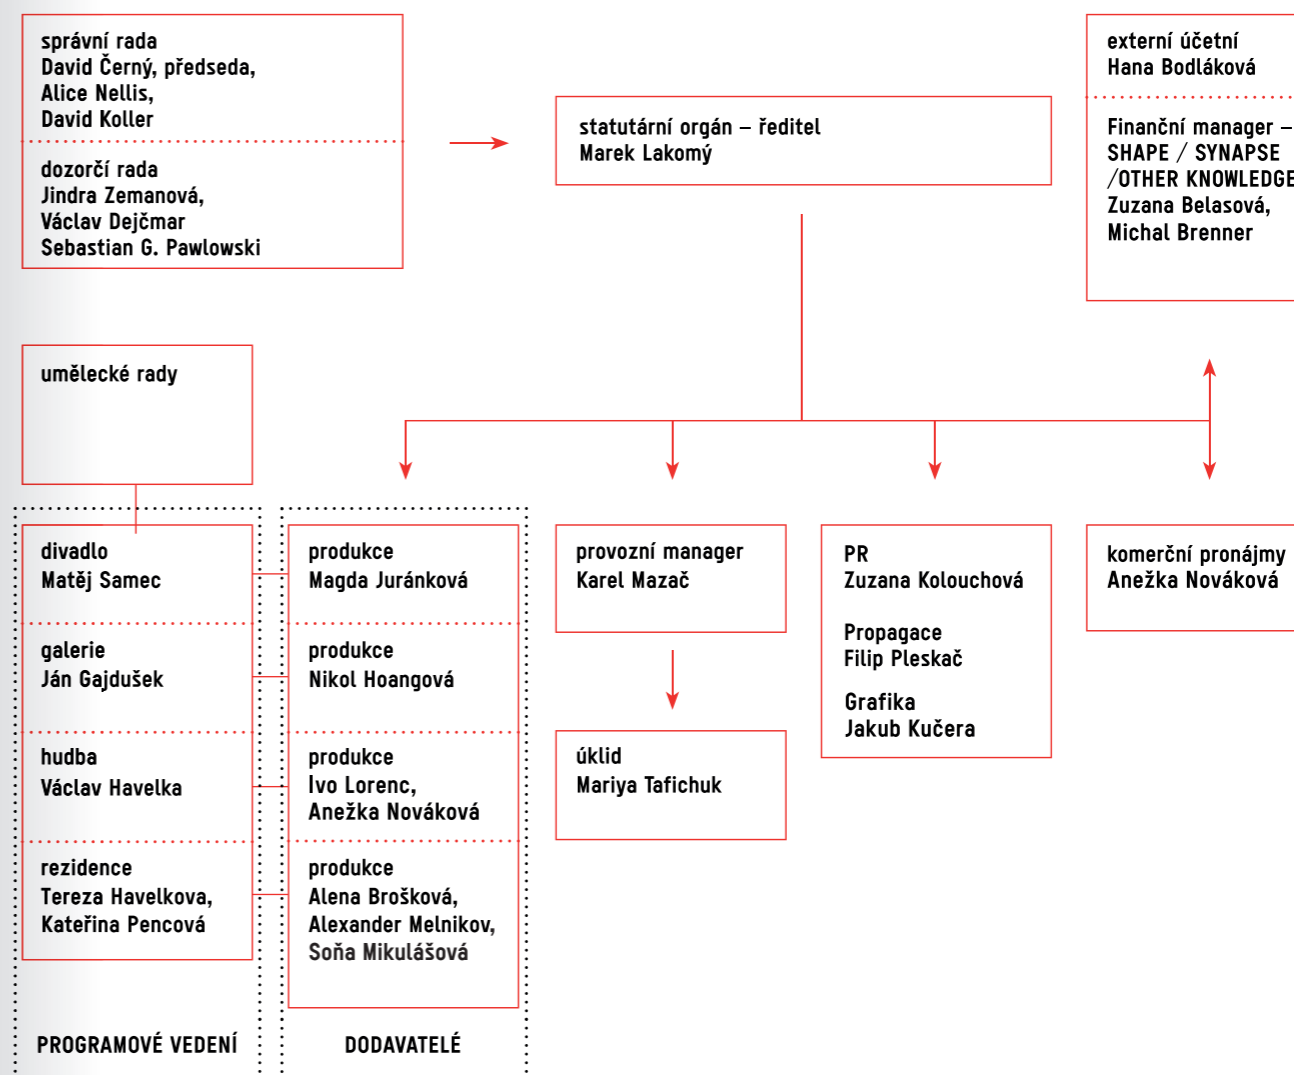 správní rada
David Černý, předseda,
Alice Nellis,
David Koller
dozorčí rada
Jindra Zemanová,
Václav Dejčmar
Sebastian G. Pawlowski
statutární orgán – ředitel
Marek Lakomý
externí účetní
Hana Bodláková
Finanční manager –
SHAPE / SYNAPSE
/OTHER KNOWLEDGE
Zuzana Belasová,
Michal Brenner
umělecké rady
divadlo
Matěj Samec
galerie
Ján Gajdušek
hudba
Václav Havelka
rezidence
Tereza Havelkova,
Kateřina Pencová
PROGRAMOVÉ VEDENÍ
produkce
Magda Juránková
produkce
Nikol Hoangová
produkce
Ivo Lorenc,
Anežka Nováková
produkce
Alena Brošková,
Alexander Melnikov,
Soňa Mikulášová
DODAVATELÉ
provozní manager
Karel Mazač
úklid
Mariya Tafichuk
PR
Zuzana Kolouchová
Propagace
Filip Pleskač
Grafika
Jakub Kučera
komerční pronájmy
Anežka Nováková